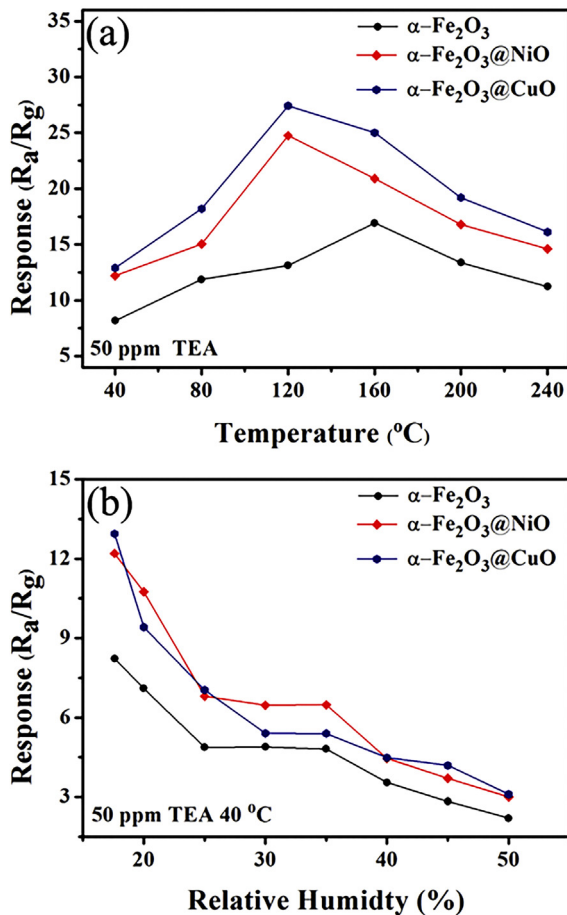 (a)
α−Fe₂O₃
α−Fe₂O₃@NiO
α−Fe₂O₃@CuO
35
30
25
20
15
10
5
Response (Rₐ/R_g)
50 ppm TEA
40 80 120 160 200 240
Temperature (ºC)
(b)
α−Fe₂O₃
α−Fe₂O₃@NiO
α−Fe₂O₃@CuO
15
12
9
6
3
Response (Rₐ/R_g)
50 ppm TEA 40 ºC
20 30 40 50
Relative Humidty (%)